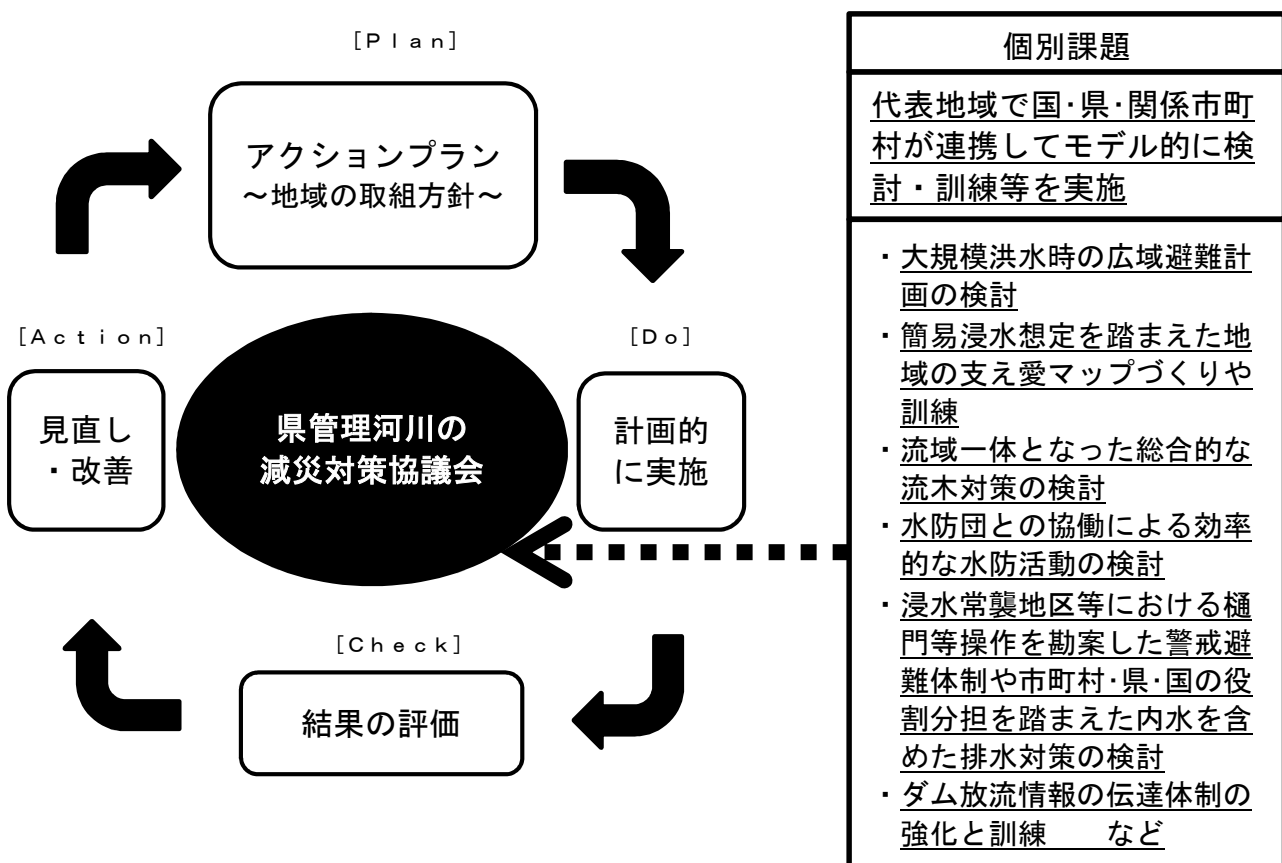 [Plan]
アクションプラン
～地域の取組方針～
[Action]
見直し
・改善
県管理河川の
減災対策協議会
[Do]
計画的
に実施
[Check]
結果の評価
個別課題
代表地域で国･県･関係市町
村が連携してモデル的に検
討・訓練等を実施
・大規模洪水時の広域避難計
画の検討
・簡易浸水想定を踏まえた地
域の支え愛マップづくりや
訓練
・流域一体となった総合的な
流木対策の検討
・水防団との協働による効率
的な水防活動の検討
・浸水常襲地区等における樋
門等操作を勘案した警戒避
難体制や市町村･県･国の役
割分担を踏まえた内水を含
めた排水対策の検討
・ダム放流情報の伝達体制の
強化と訓練　　など